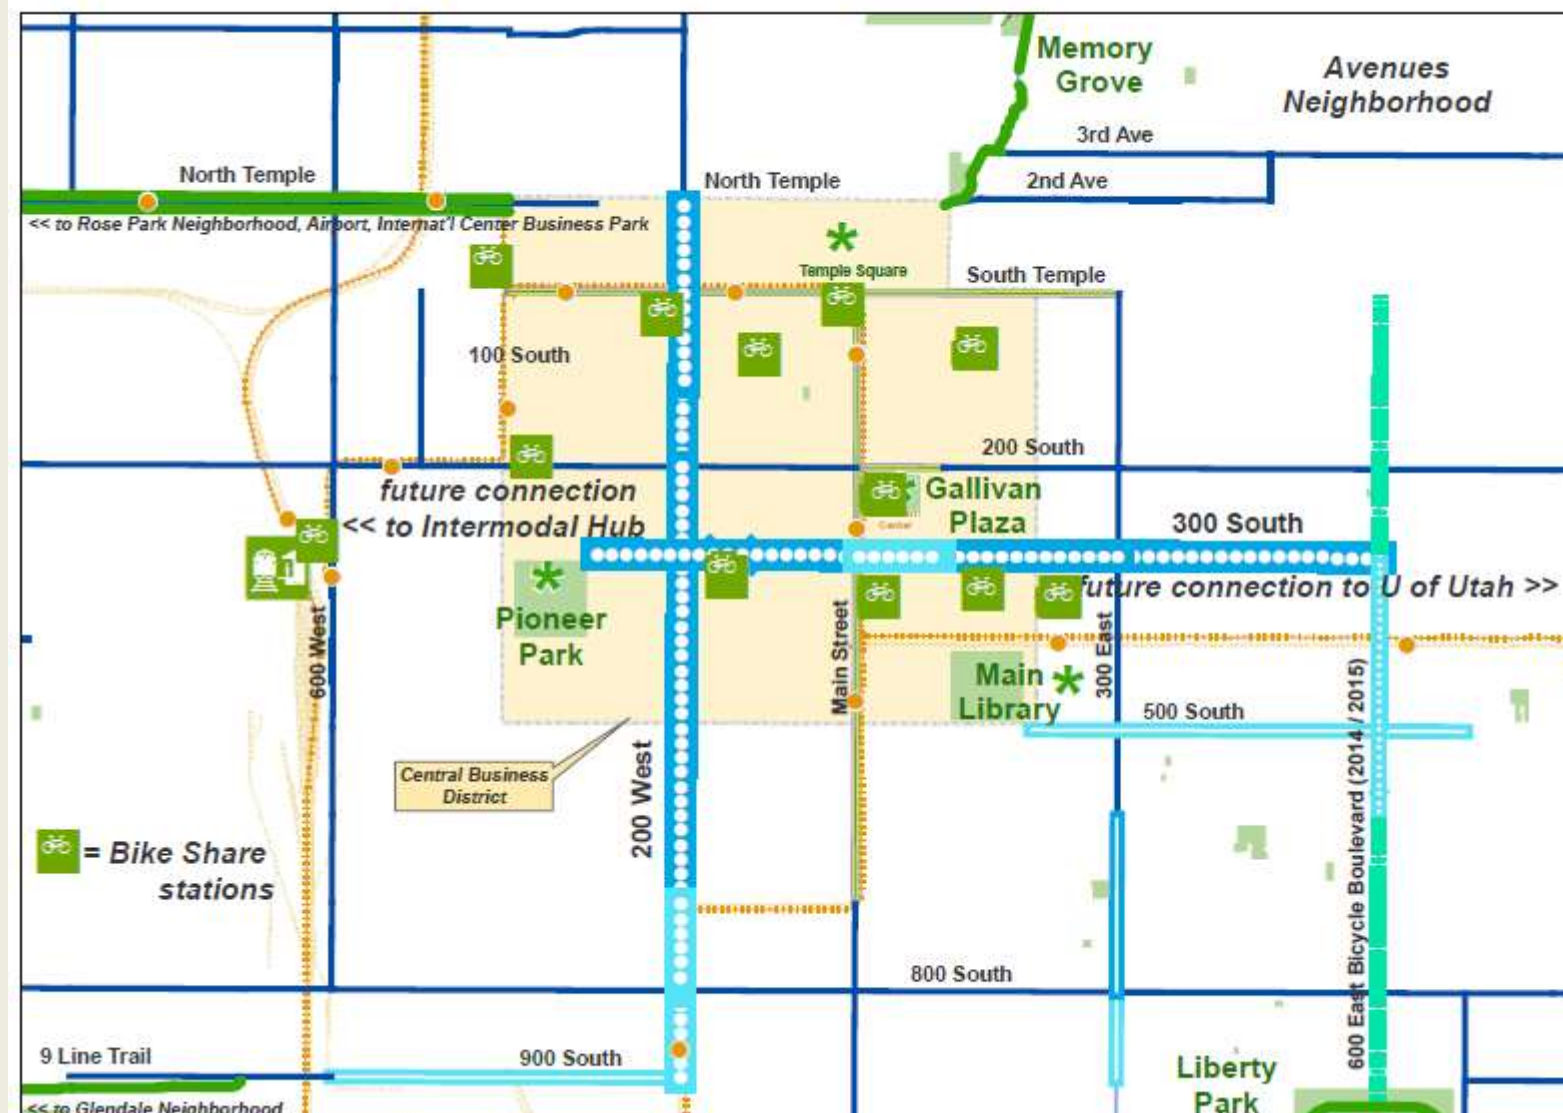 Memory
Grove
Avenues
Neighborhood
3rd Ave
North Temple
North Temple
2nd Ave
<< to Rose Park Neighborhood, Airport, Internat'l Center Business Park
Temple Square
South Temple
100 South
200 South
future connection
<< to Intermodal Hub
Gallivan
Plaza
Center
300 South
future connection to U of Utah >>
Pioneer
Park
600 West
Main Street
300 East
Main
Library
500 South
Central Business
District
200 West
600 East Bicycle Boulevard (2014 / 2015)
= Bike Share
stations
800 South
9 Line Trail
900 South
Liberty
Park
<< to Glendale Neighborhood